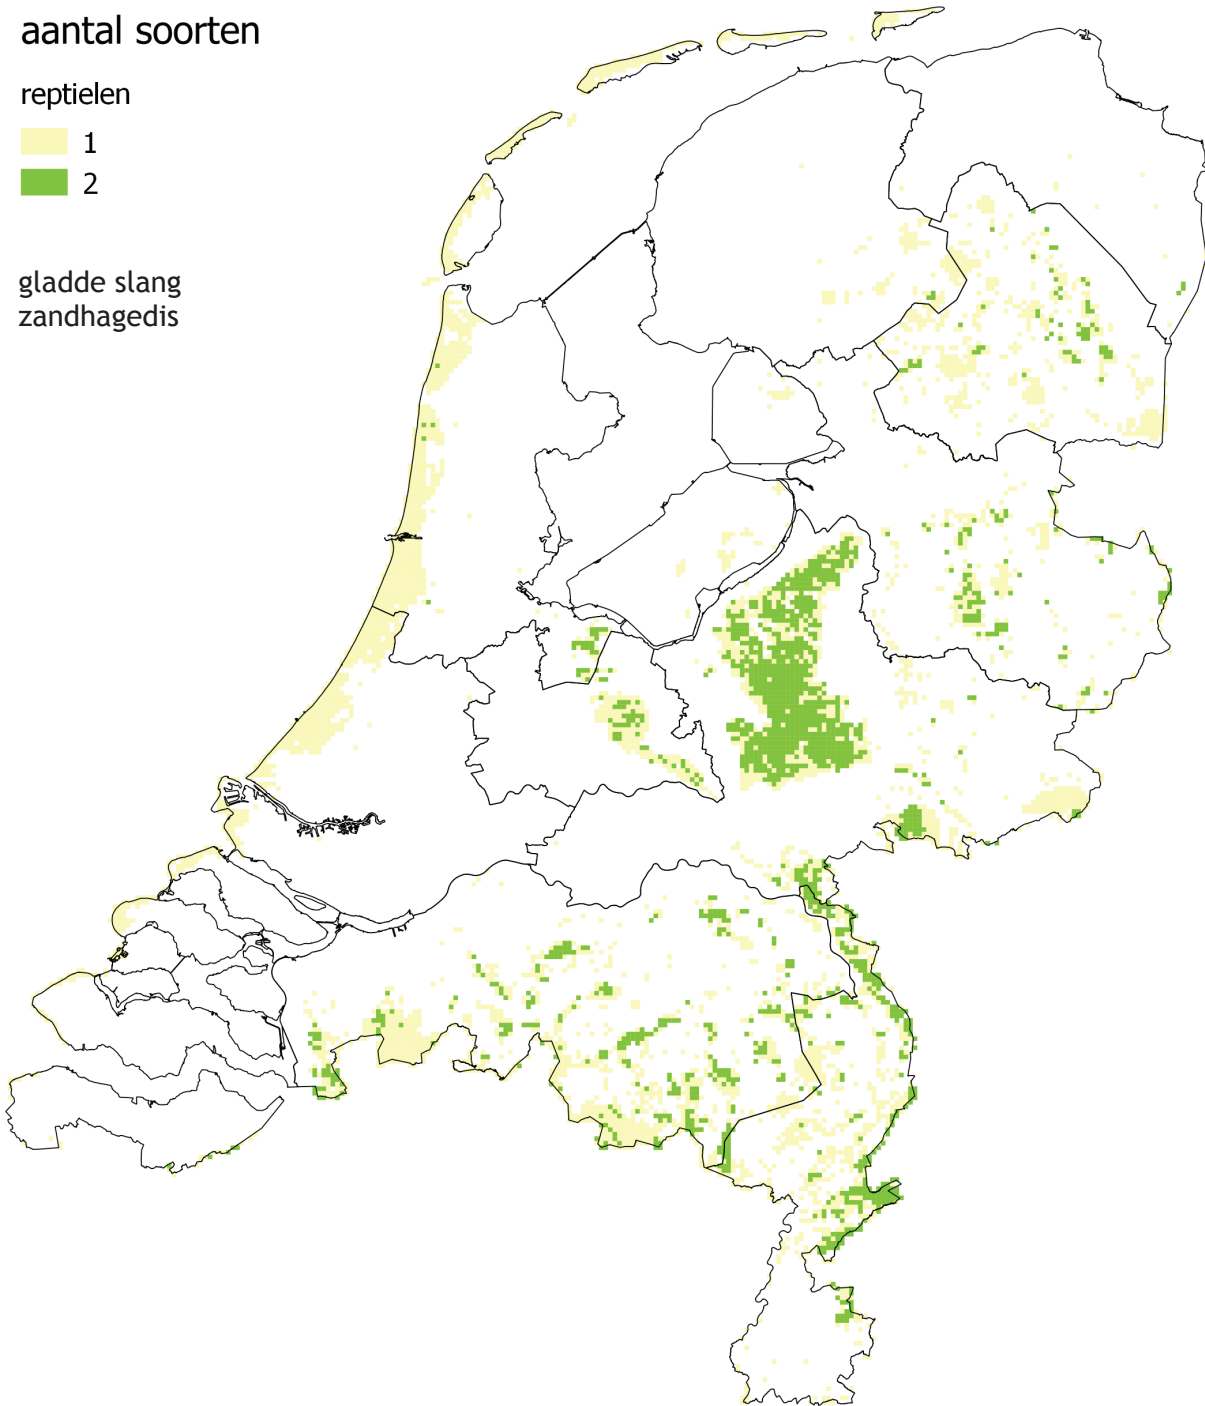 aantal soorten
reptielen
1
2
gladde slang
zandhagedis